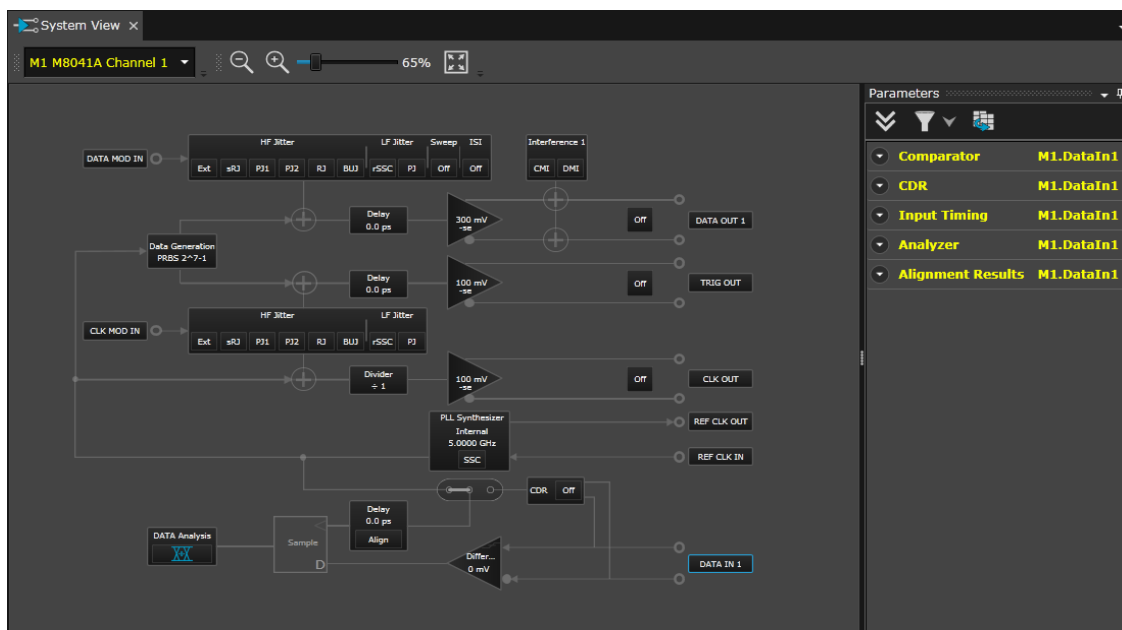 System View ×
M1 M8041A Channel 1
65%
Parameters
Comparator M1.DataIn1
CDR M1.DataIn1
Input Timing M1.DataIn1
Analyzer M1.DataIn1
Alignment Results M1.DataIn1
HF Jitter LF Jitter Sweep ISI
Interference 1
DATA MOD IN
Ext sRJ PJ1 PJ2 RJ BUJ rSSC PJ Off Off
CMI DMI
Delay
0.0 ps
300 mV
-se
Off
DATA OUT 1
Data Generation
PRBS 2^7-1
Delay
0.0 ps
100 mV
-se
Off
TRIG OUT
HF Jitter LF Jitter
CLK MOD IN
Ext sRJ PJ1 PJ2 RJ BUJ rSSC PJ
Divider
÷ 1
100 mV
-se
Off
CLK OUT
PLL Synthesizer
Internal
5.0000 GHz
SSC
REF CLK OUT
REF CLK IN
CDR Off
Delay
0.0 ps
Align
DATA Analysis
Sample
D
Differ...
0 mV
DATA IN 1